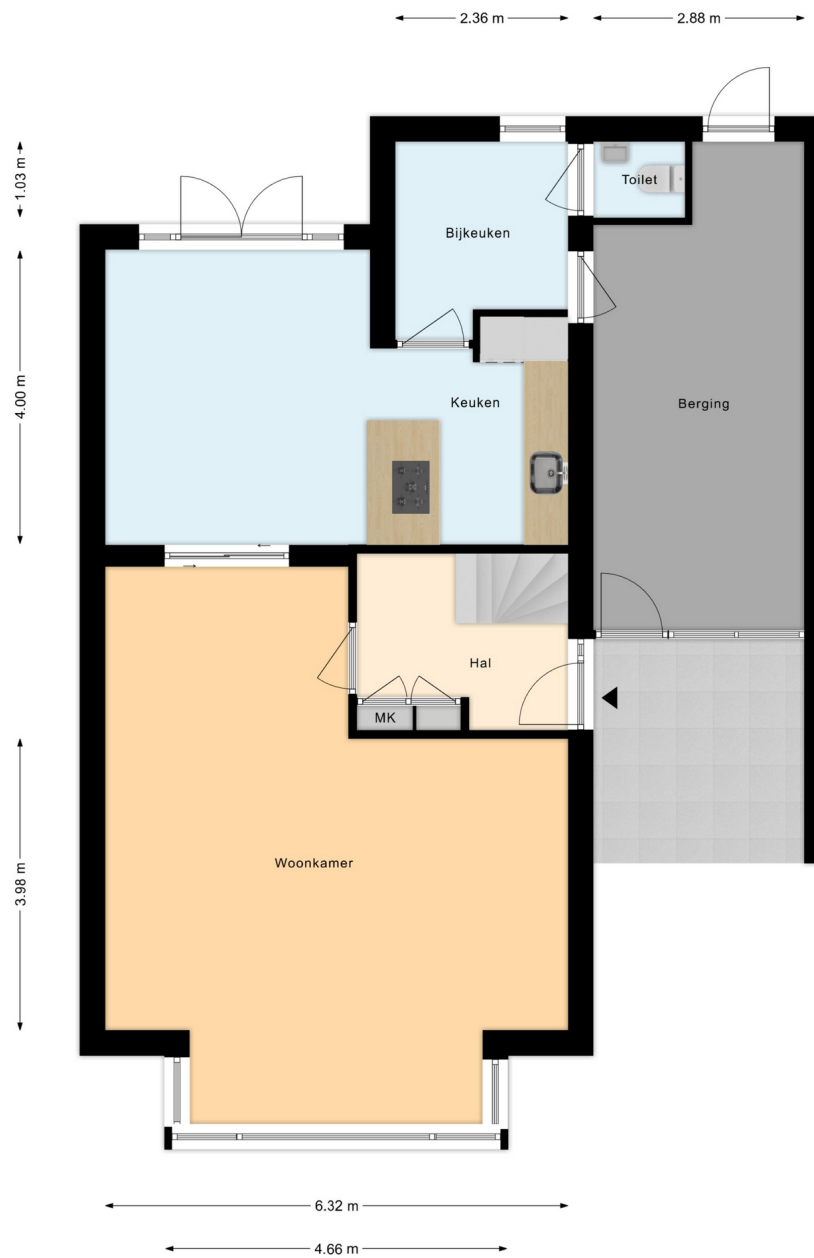 2.36 m
2.88 m
1.03 m
Toilet
Bijkeuken
4.00 m
Keuken
Berging
Hal
MK
3.98 m
Woonkamer
6.32 m
4.66 m